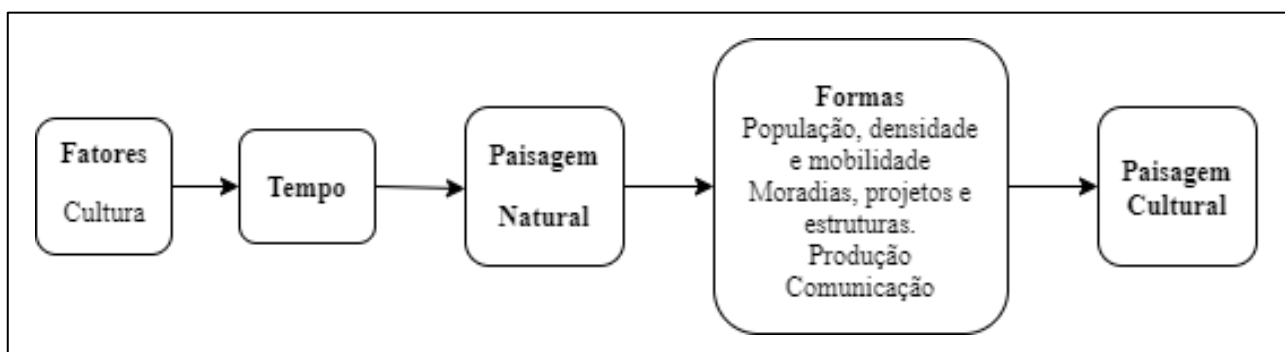 Fatores
Cultura
Tempo
Paisagem
Natural
Formas
População, densidade
e mobilidade
Moradias, projetos e
estruturas.
Produção
Comunicação
Paisagem
Cultural